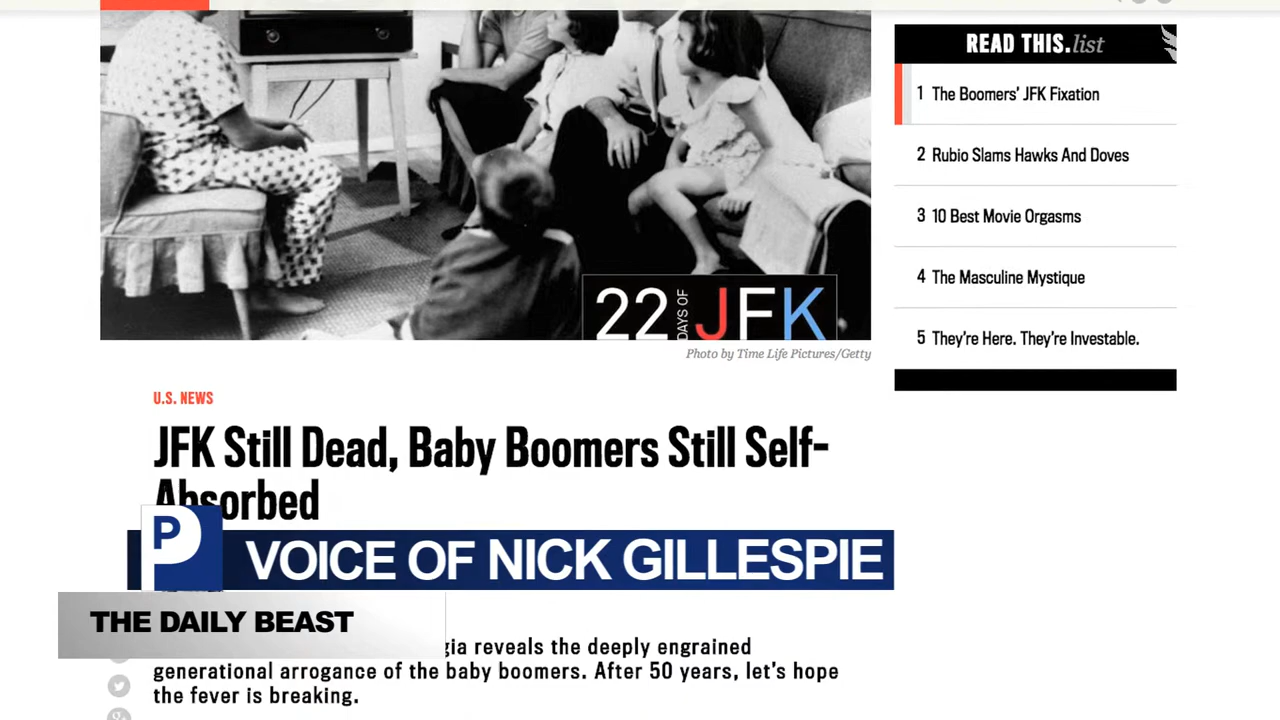 READ THIS.list
1 The Boomers' JFK Fixation
2 Rubio Slams Hawks And Doves
3 10 Best Movie Orgasms
4 The Masculine Mystique
5 They're Here. They're Investable.
22 DAYS OF JFK
Photo by Time Life Pictures/Getty
U.S. NEWS
JFK Still Dead, Baby Boomers Still Self-
Absorbed
P VOICE OF NICK GILLESPIE
THE DAILY BEAST
reveals the deeply engrained
generational arrogance of the baby boomers. After 50 years, let's hope
the fever is breaking.